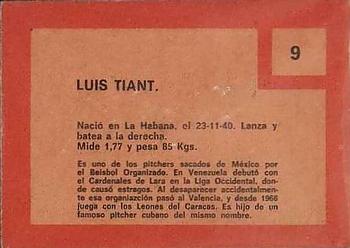 9
LUIS TIANT.
Nació en La Habana, el 23-11-40. Lanza y
batea a la derecha.
Mide 1,77 y pesa 85 Kgs.
Es uno de los pitchers sacados de México por
el Beisbol Organizado. En Venezuela debutó con
el Cardenales de Lara en la Liga Occidental, don-
de causó estragos. Al desaparecer accidentalmen-
te esa organiazción pasó al Valencia, y desde 1966
juega con los Leones del Caracas. Es hijo de un
famoso pitcher cubano del mismo nombre.